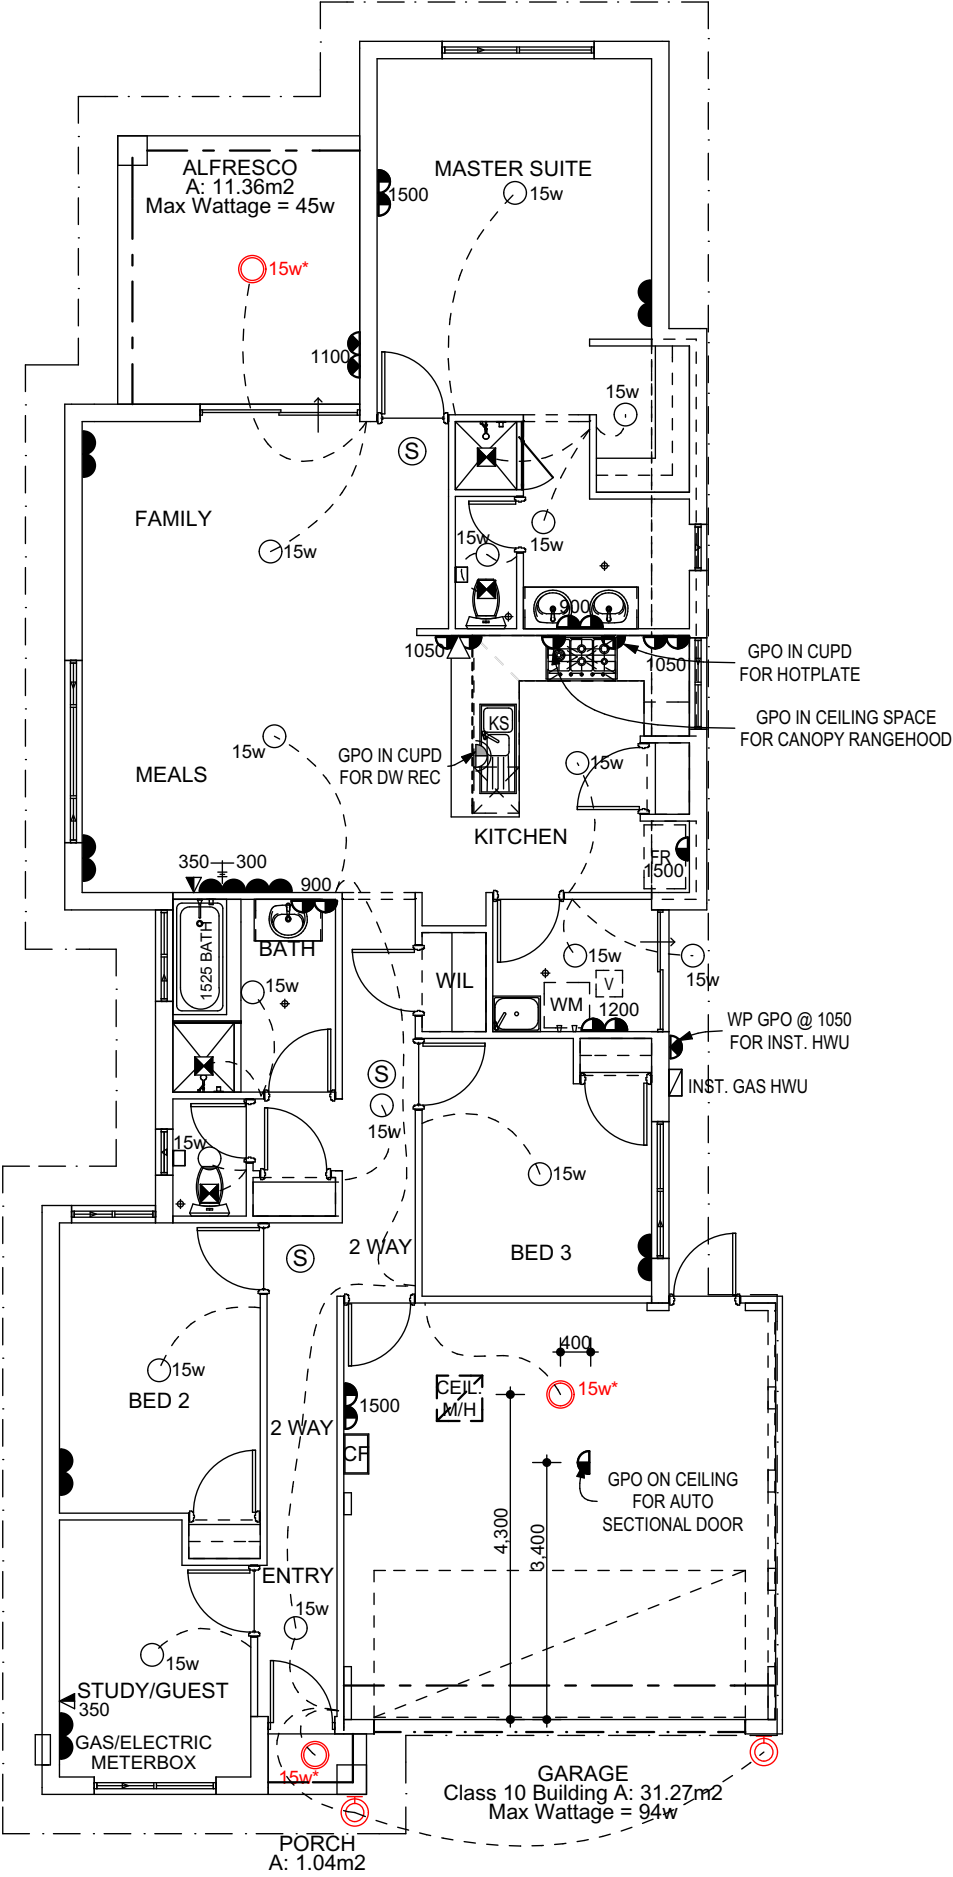 ALFRESCO
A: 11.36m2
Max Wattage = 45w
MASTER SUITE
15w
1500
15w*
1100
15w
S
FAMILY
15w
15w
15w
900
1050
1050
GPO IN CUPD
FOR HOTPLATE
GPO IN CEILING SPACE
FOR CANOPY RANGEHOOD
KS
15w
GPO IN CUPD
FOR DW REC
15w
MEALS
KITCHEN
FR
1500
350
300
900
1525 BATH
BATH
15w
WIL
15w
V
WM
1200
15w
WP GPO @ 1050
FOR INST. HWU
INST. GAS HWU
S
15w
15w
15w
2 WAY
BED 3
S
15w
BED 2
400
CEIL.
M/H
15w*
1500
2 WAY
CF
GPO ON CEILING
FOR AUTO
SECTIONAL DOOR
4,300
3,400
ENTRY
15w
15w
STUDY/GUEST
350
GAS/ELECTRIC
METERBOX
15w*
GARAGE
Class 10 Building A: 31.27m2
Max Wattage = 94w
PORCH
A: 1.04m2